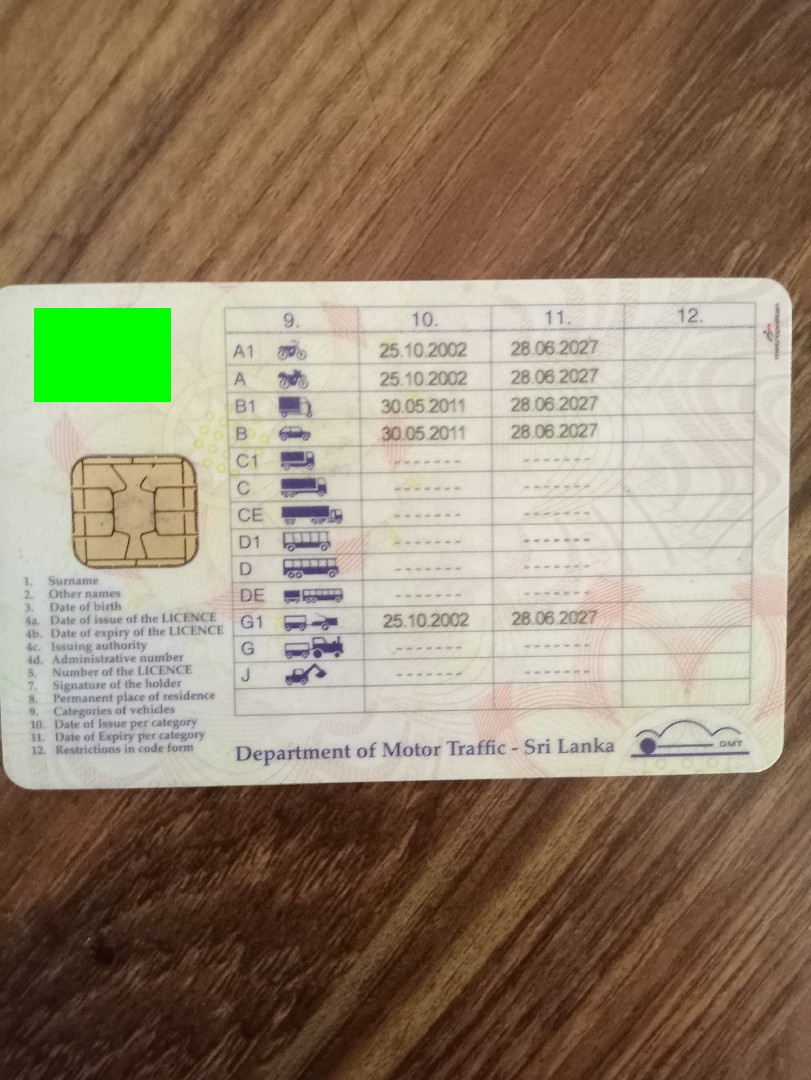 9. 10. 11. 12.
A1 25.10.2002 28.06.2027
A 25.10.2002 28.06.2027
B1 30.05.2011 28.06.2027
B 30.05.2011 28.06.2027
C1 ------- -------
C ------- -------
CE ------- -------
D1 ------- -------
D ------- -------
DE ------- -------
G1 25.10.2002 28.06.2027
G ------- -------
J ------- -------
1. Surname
2. Other names
3. Date of birth
4a. Date of issue of the LICENCE
4b. Date of expiry of the LICENCE
4c. Issuing authority
4d. Administrative number
5. Number of the LICENCE
7. Signature of the holder
8. Permanent place of residence
9. Categories of vehicles
10. Date of Issue per category
11. Date of Expiry per category
12. Restrictions in code form
Department of Motor Traffic - Sri Lanka
DMT
metropolitan